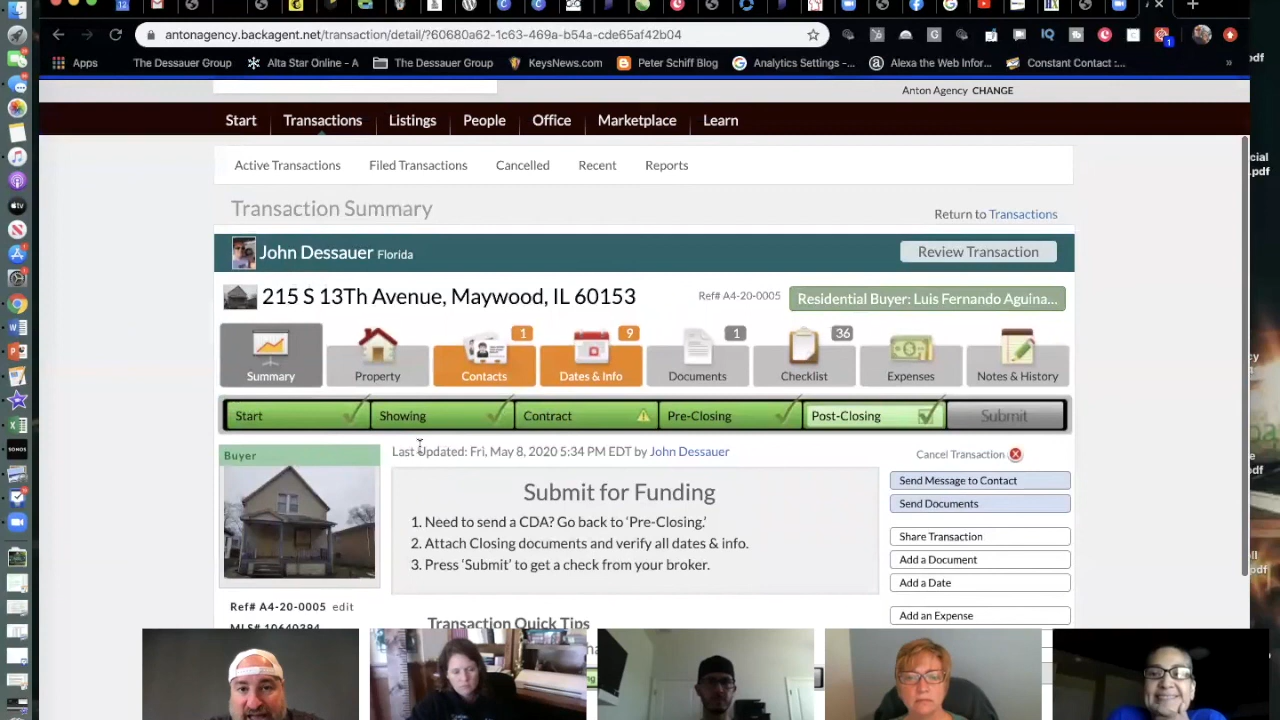 antonagency.backagent.net/transaction/detail/?60680a62-1c63-469a-b54a-cde65af42b04
Apps The Dessauer Group Alta Star Online - A The Dessauer Group KeysNews.com Peter Schiff Blog Analytics Settings -... Alexa the Web Infor... Constant Contact :... »
Anton Agency CHANGE
Start Transactions Listings People Office Marketplace Learn
Active Transactions Filed Transactions Cancelled Recent Reports
Transaction Summary
Return to Transactions
John Dessauer Florida Review Transaction
215 S 13Th Avenue, Maywood, IL 60153 Ref# A4-20-0005 Residential Buyer: Luis Fernando Aguina...
1 9 1 36
Summary Property Contacts Dates & Info Documents Checklist Expenses Notes & History
Start Showing Contract Pre-Closing Post-Closing Submit
Buyer
Last Updated: Fri, May 8, 2020 5:34 PM EDT by John Dessauer
Cancel Transaction
Submit for Funding
1. Need to send a CDA? Go back to 'Pre-Closing.'
2. Attach Closing documents and verify all dates & info.
3. Press 'Submit' to get a check from your broker.
Send Message to Contact
Send Documents
Share Transaction
Add a Document
Add a Date
Add an Expense
Ref# A4-20-0005 edit
MLS# 10640394
Transaction Quick Tips
.pdf
.pdf